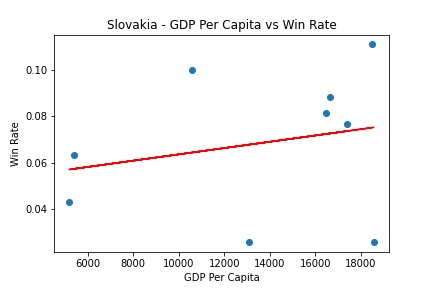 Slovakia - GDP Per Capita vs Win Rate
0.10
0.08
0.06
0.04
Win Rate
6000 8000 10000 12000 14000 16000 18000
GDP Per Capita